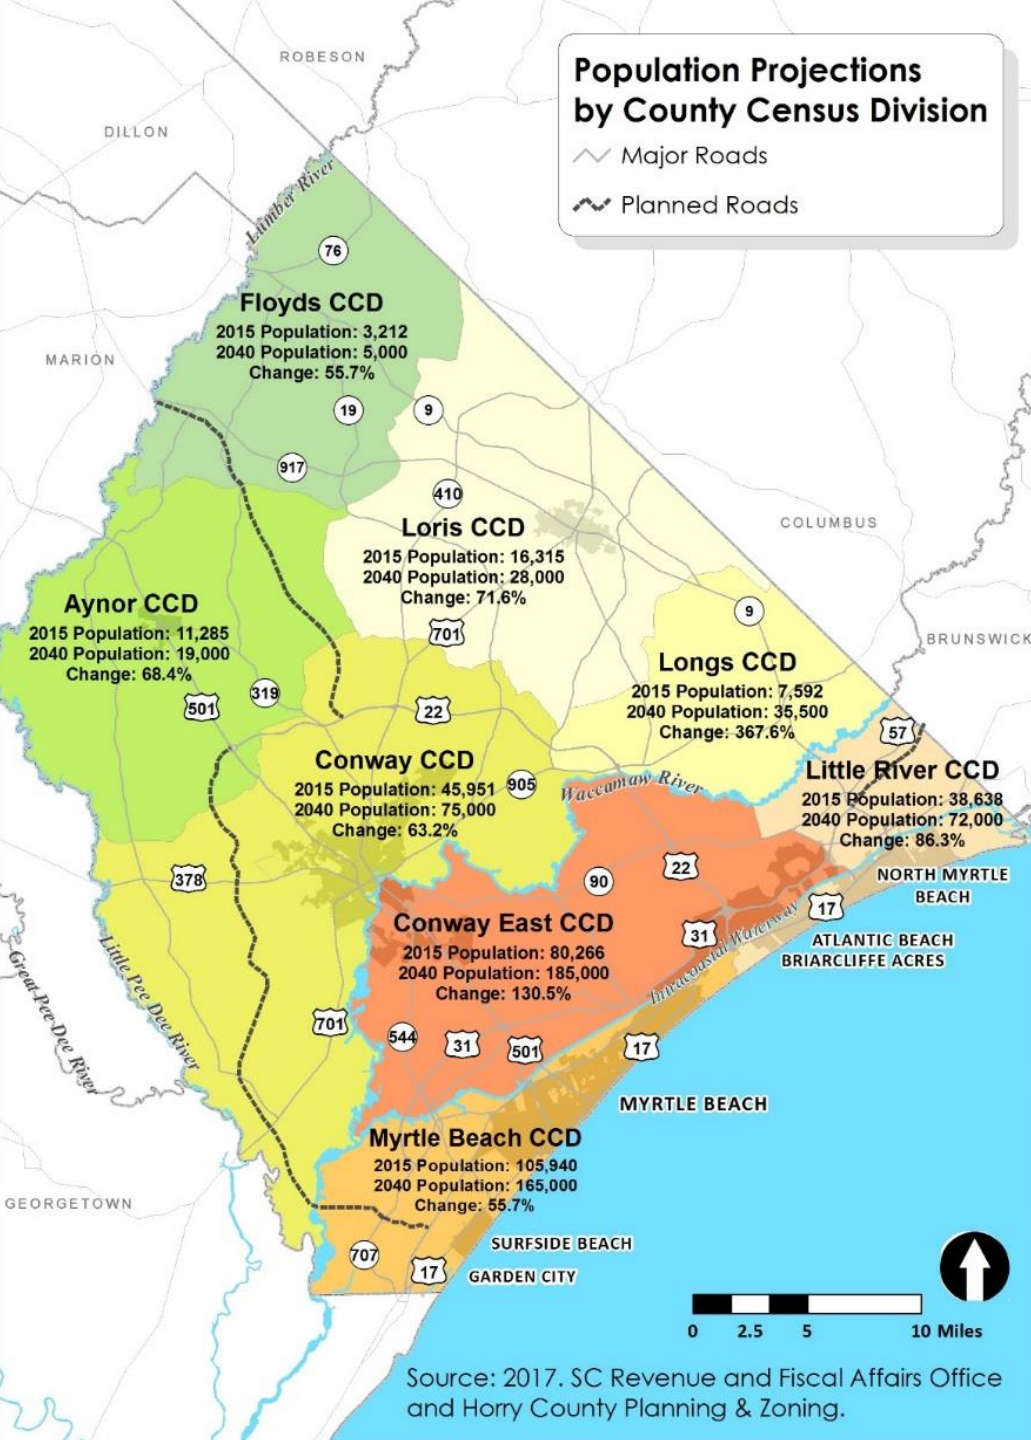 ROBESON
Population Projections
by County Census Division
Major Roads
Planned Roads
DILLON
Lumber River
76
Floyds CCD
2015 Population: 3,212
2040 Population: 5,000
Change: 55.7%
MARION
19
9
917
410
Loris CCD
2015 Population: 16,315
2040 Population: 28,000
Change: 71.6%
701
COLUMBUS
Aynor CCD
2015 Population: 11,285
2040 Population: 19,000
Change: 68.4%
501
319
9
BRUNSWICK
Longs CCD
2015 Population: 7,592
2040 Population: 35,500
Change: 367.6%
22
57
Conway CCD
2015 Population: 45,951
2040 Population: 75,000
Change: 63.2%
905
Waccamaw River
Little River CCD
2015 Population: 38,638
2040 Population: 72,000
Change: 86.3%
378
90
22
NORTH MYRTLE
BEACH
17
Conway East CCD
2015 Population: 80,266
2040 Population: 185,000
Change: 130.5%
31
Intracoastal Waterway
ATLANTIC BEACH
BRIARCLIFFE ACRES
Great Pee Dee River
Little Pee Dee River
701
544
31
501
17
MYRTLE BEACH
Myrtle Beach CCD
2015 Population: 105,940
2040 Population: 165,000
Change: 55.7%
GEORGETOWN
707
17
SURFSIDE BEACH
GARDEN CITY
0 2.5 5 10 Miles
Source: 2017. SC Revenue and Fiscal Affairs Office
and Horry County Planning & Zoning.